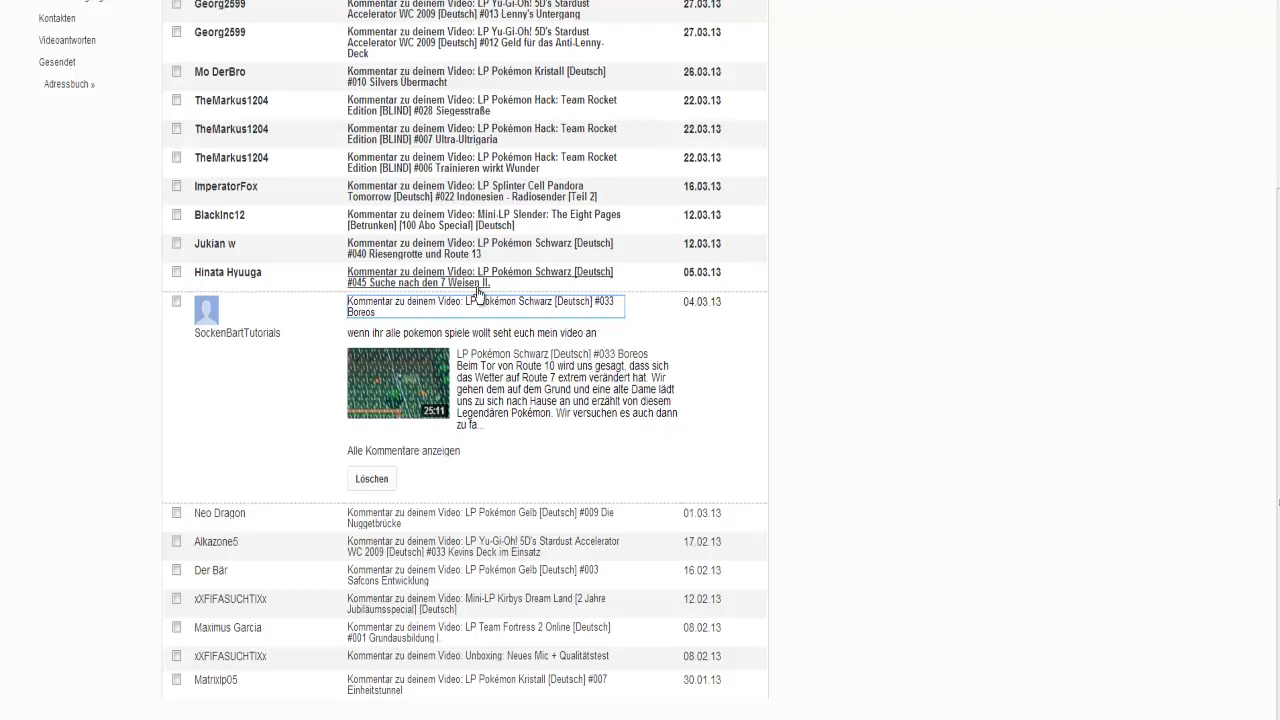 Kontakten
Videoantworten
Gesendet
Adressbuch »
Georg2599
Kommentar zu deinem Video: LP Yu-Gi-Oh! 5D's Stardust
Accelerator WC 2009 [Deutsch] #013 Lenny's Untergang
27.03.13
Georg2599
Kommentar zu deinem Video: LP Yu-Gi-Oh! 5D's Stardust
Accelerator WC 2009 [Deutsch] #012 Geld für das Anti-Lenny-
Deck
27.03.13
Mo DerBro
Kommentar zu deinem Video: LP Pokémon Kristall [Deutsch]
#010 Silvers Übermacht
26.03.13
TheMarkus1204
Kommentar zu deinem Video: LP Pokémon Hack: Team Rocket
Edition [BLIND] #028 Siegesstraße
22.03.13
TheMarkus1204
Kommentar zu deinem Video: LP Pokémon Hack: Team Rocket
Edition [BLIND] #007 Ultra-Ultrigaria
22.03.13
TheMarkus1204
Kommentar zu deinem Video: LP Pokémon Hack: Team Rocket
Edition [BLIND] #006 Trainieren wirkt Wunder
22.03.13
ImperatorFox
Kommentar zu deinem Video: LP Splinter Cell Pandora
Tomorrow [Deutsch] #022 Indonesien - Radiosender [Teil 2]
16.03.13
BlackInc12
Kommentar zu deinem Video: Mini-LP Slender: The Eight Pages
[Betrunken] [100 Abo Special] [Deutsch]
12.03.13
Jukian w
Kommentar zu deinem Video: LP Pokémon Schwarz [Deutsch]
#040 Riesengrotte und Route 13
12.03.13
Hinata Hyuuga
Kommentar zu deinem Video: LP Pokémon Schwarz [Deutsch]
#045 Suche nach den 7 Weisen II.
05.03.13
SockenBartTutorials
Kommentar zu deinem Video: LP Pokémon Schwarz [Deutsch] #033
Boreos
04.03.13
wenn ihr alle pokemon spiele wollt seht euch mein video an
25:11
LP Pokémon Schwarz [Deutsch] #033 Boreos
Beim Tor von Route 10 wird uns gesagt, dass sich
das Wetter auf Route 7 extrem verändert hat. Wir
gehen dem auf dem Grund und eine alte Dame lädt
uns zu sich nach Hause an und erzählt von diesem
Legendären Pokémon. Wir versuchen es auch dann
zu fa...
Alle Kommentare anzeigen
Löschen
Neo Dragon
Kommentar zu deinem Video: LP Pokémon Gelb [Deutsch] #009 Die
Nuggetbrücke
01.03.13
Alkazone5
Kommentar zu deinem Video: LP Yu-Gi-Oh! 5D's Stardust Accelerator
WC 2009 [Deutsch] #033 Kevins Deck im Einsatz
17.02.13
Der Bär
Kommentar zu deinem Video: LP Pokémon Gelb [Deutsch] #003
Safcons Entwicklung
16.02.13
xXFIFASUCHTIXx
Kommentar zu deinem Video: Mini-LP Kirbys Dream Land [2 Jahre
Jubiläumsspecial] [Deutsch]
12.02.13
Maximus Garcia
Kommentar zu deinem Video: LP Team Fortress 2 Online [Deutsch]
#001 Grundausbildung I.
08.02.13
xXFIFASUCHTIXx
Kommentar zu deinem Video: Unboxing: Neues Mic + Qualitätstest
08.02.13
Matrixlp05
Kommentar zu deinem Video: LP Pokémon Kristall [Deutsch] #007
Einheitstunnel
30.01.13